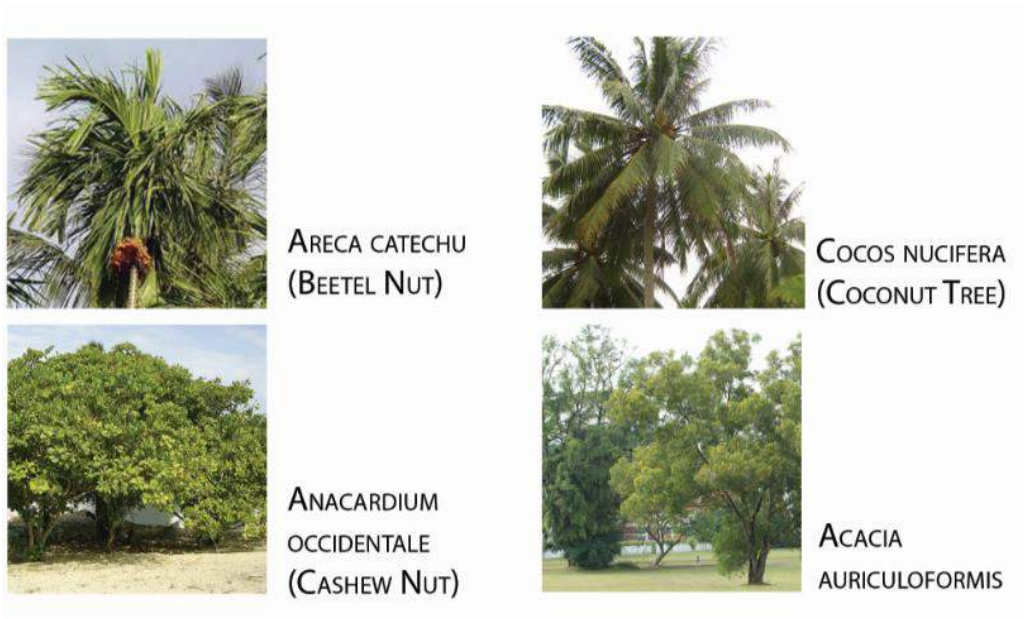 Areca catechu
(Beetel Nut)
Cocos nucifera
(Coconut Tree)
Anacardium
occidentale
(Cashew Nut)
Acacia
auriculoformis